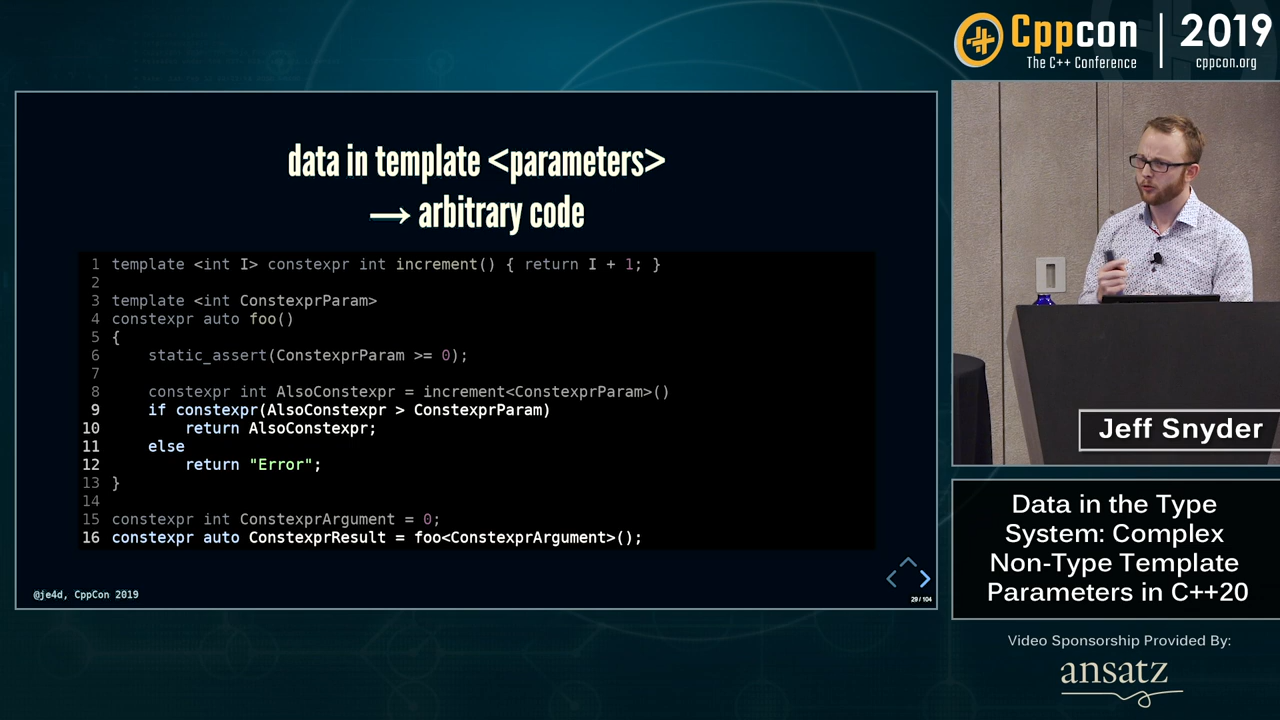 Cppcon
The C++ Conference
2019
cppcon.org
data in template <parameters>
→ arbitrary code
1 template <int I> constexpr int increment() { return I + 1; }
2
3 template <int ConstexprParam>
4 constexpr auto foo()
5 {
6     static_assert(ConstexprParam >= 0);
7
8     constexpr int AlsoConstexpr = increment<ConstexprParam>()
9     if constexpr(AlsoConstexpr > ConstexprParam)
10         return AlsoConstexpr;
11     else
12         return "Error";
13 }
14
15 constexpr int ConstexprArgument = 0;
16 constexpr auto ConstexprResult = foo<ConstexprArgument>();
@je4d, CppCon 2019
29 / 104
Jeff Snyder
Data in the Type
System: Complex
Non-Type Template
Parameters in C++20
Video Sponsorship Provided By:
ansatz